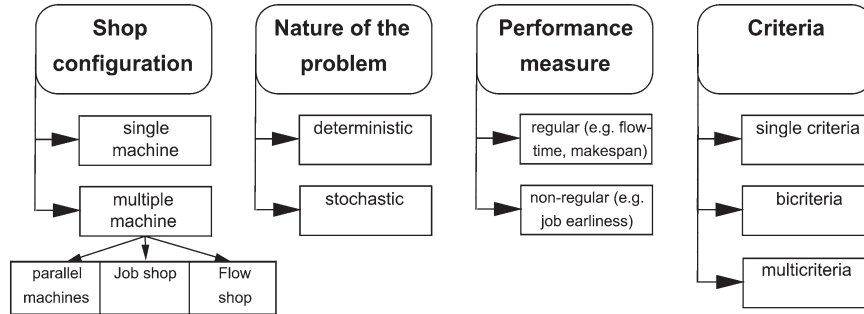 Shop
configuration
single
machine
multiple
machine
parallel
machines
Job shop
Flow
shop
Nature of the
problem
deterministic
stochastic
Performance
measure
regular (e.g. flow-
time, makespan)
non-regular (e.g.
job earliness)
Criteria
single criteria
bicriteria
multicriteria